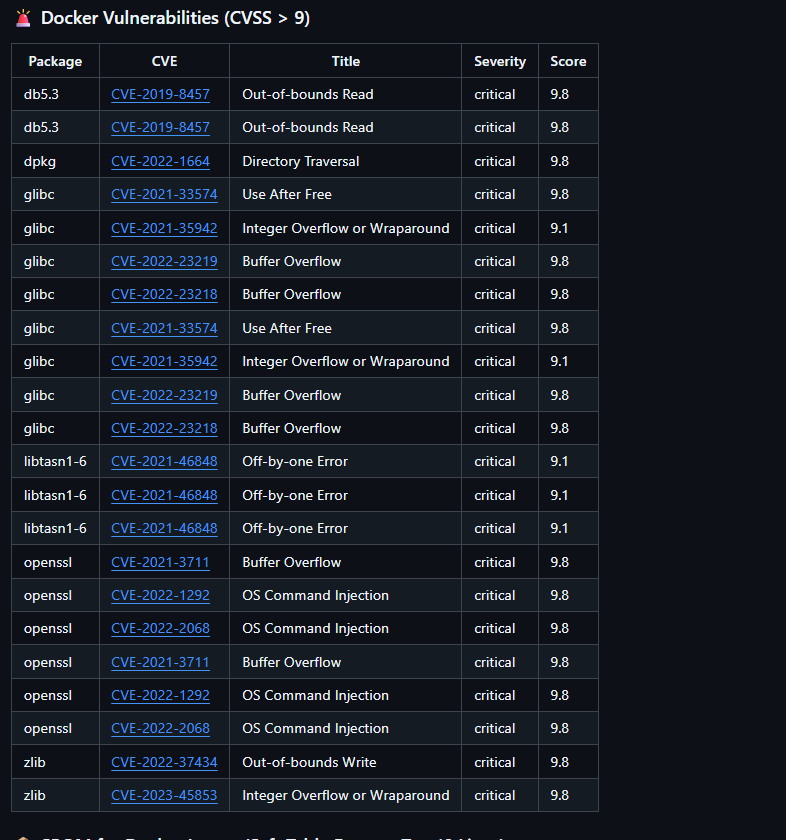 🚨 Docker Vulnerabilities (CVSS > 9)
Package CVE Title Severity Score
db5.3 CVE-2019-8457 Out-of-bounds Read critical 9.8
db5.3 CVE-2019-8457 Out-of-bounds Read critical 9.8
dpkg CVE-2022-1664 Directory Traversal critical 9.8
glibc CVE-2021-33574 Use After Free critical 9.8
glibc CVE-2021-35942 Integer Overflow or Wraparound critical 9.1
glibc CVE-2022-23219 Buffer Overflow critical 9.8
glibc CVE-2022-23218 Buffer Overflow critical 9.8
glibc CVE-2021-33574 Use After Free critical 9.8
glibc CVE-2021-35942 Integer Overflow or Wraparound critical 9.1
glibc CVE-2022-23219 Buffer Overflow critical 9.8
glibc CVE-2022-23218 Buffer Overflow critical 9.8
libtasn1-6 CVE-2021-46848 Off-by-one Error critical 9.1
libtasn1-6 CVE-2021-46848 Off-by-one Error critical 9.1
libtasn1-6 CVE-2021-46848 Off-by-one Error critical 9.1
openssl CVE-2021-3711 Buffer Overflow critical 9.8
openssl CVE-2022-1292 OS Command Injection critical 9.8
openssl CVE-2022-2068 OS Command Injection critical 9.8
openssl CVE-2021-3711 Buffer Overflow critical 9.8
openssl CVE-2022-1292 OS Command Injection critical 9.8
openssl CVE-2022-2068 OS Command Injection critical 9.8
zlib CVE-2022-37434 Out-of-bounds Write critical 9.8
zlib CVE-2023-45853 Integer Overflow or Wraparound critical 9.8